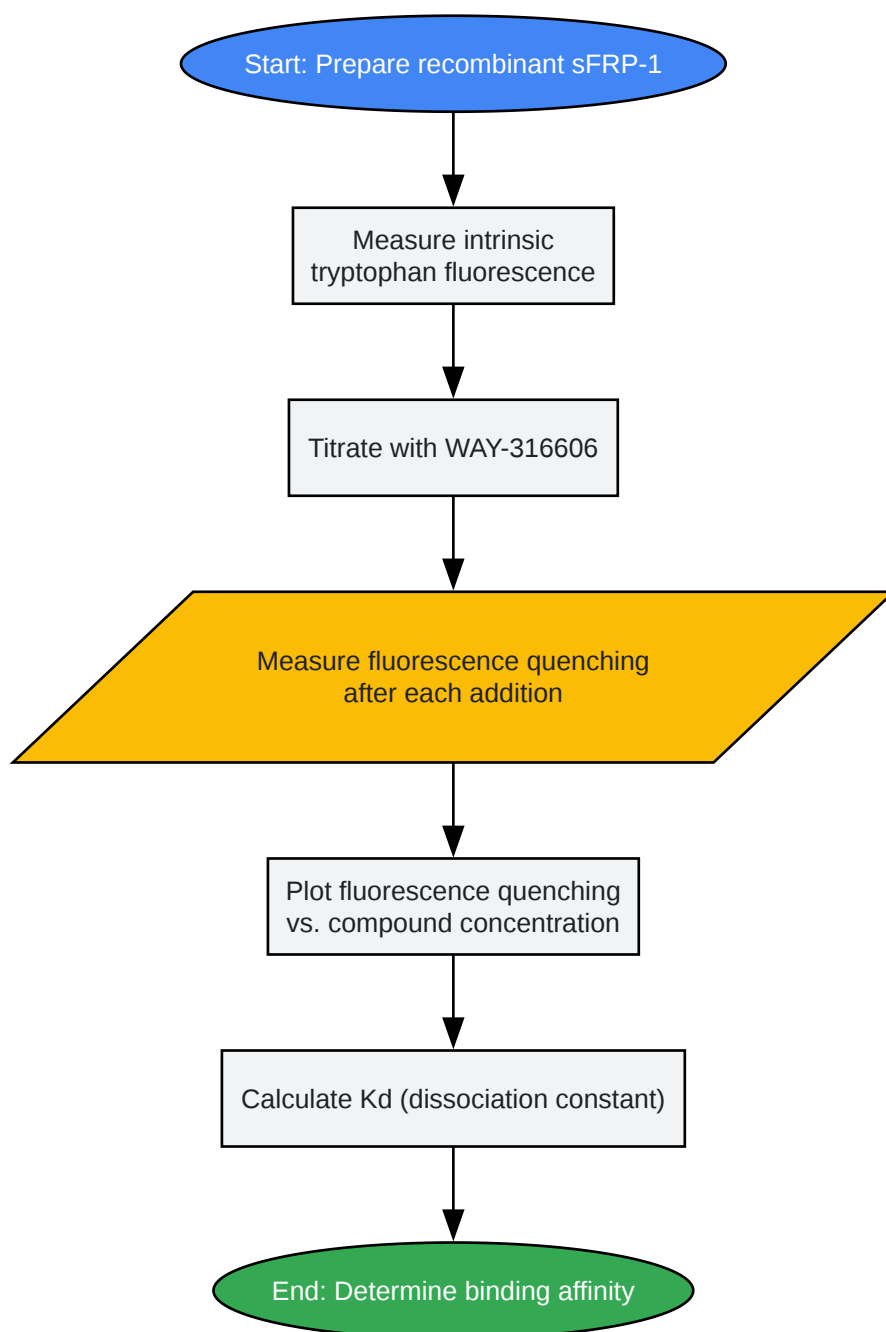 Start: Prepare recombinant sFRP-1
Measure intrinsic
tryptophan fluorescence
Titrate with WAY-316606
Measure fluorescence quenching
after each addition
Plot fluorescence quenching
vs. compound concentration
Calculate Kd (dissociation constant)
End: Determine binding affinity